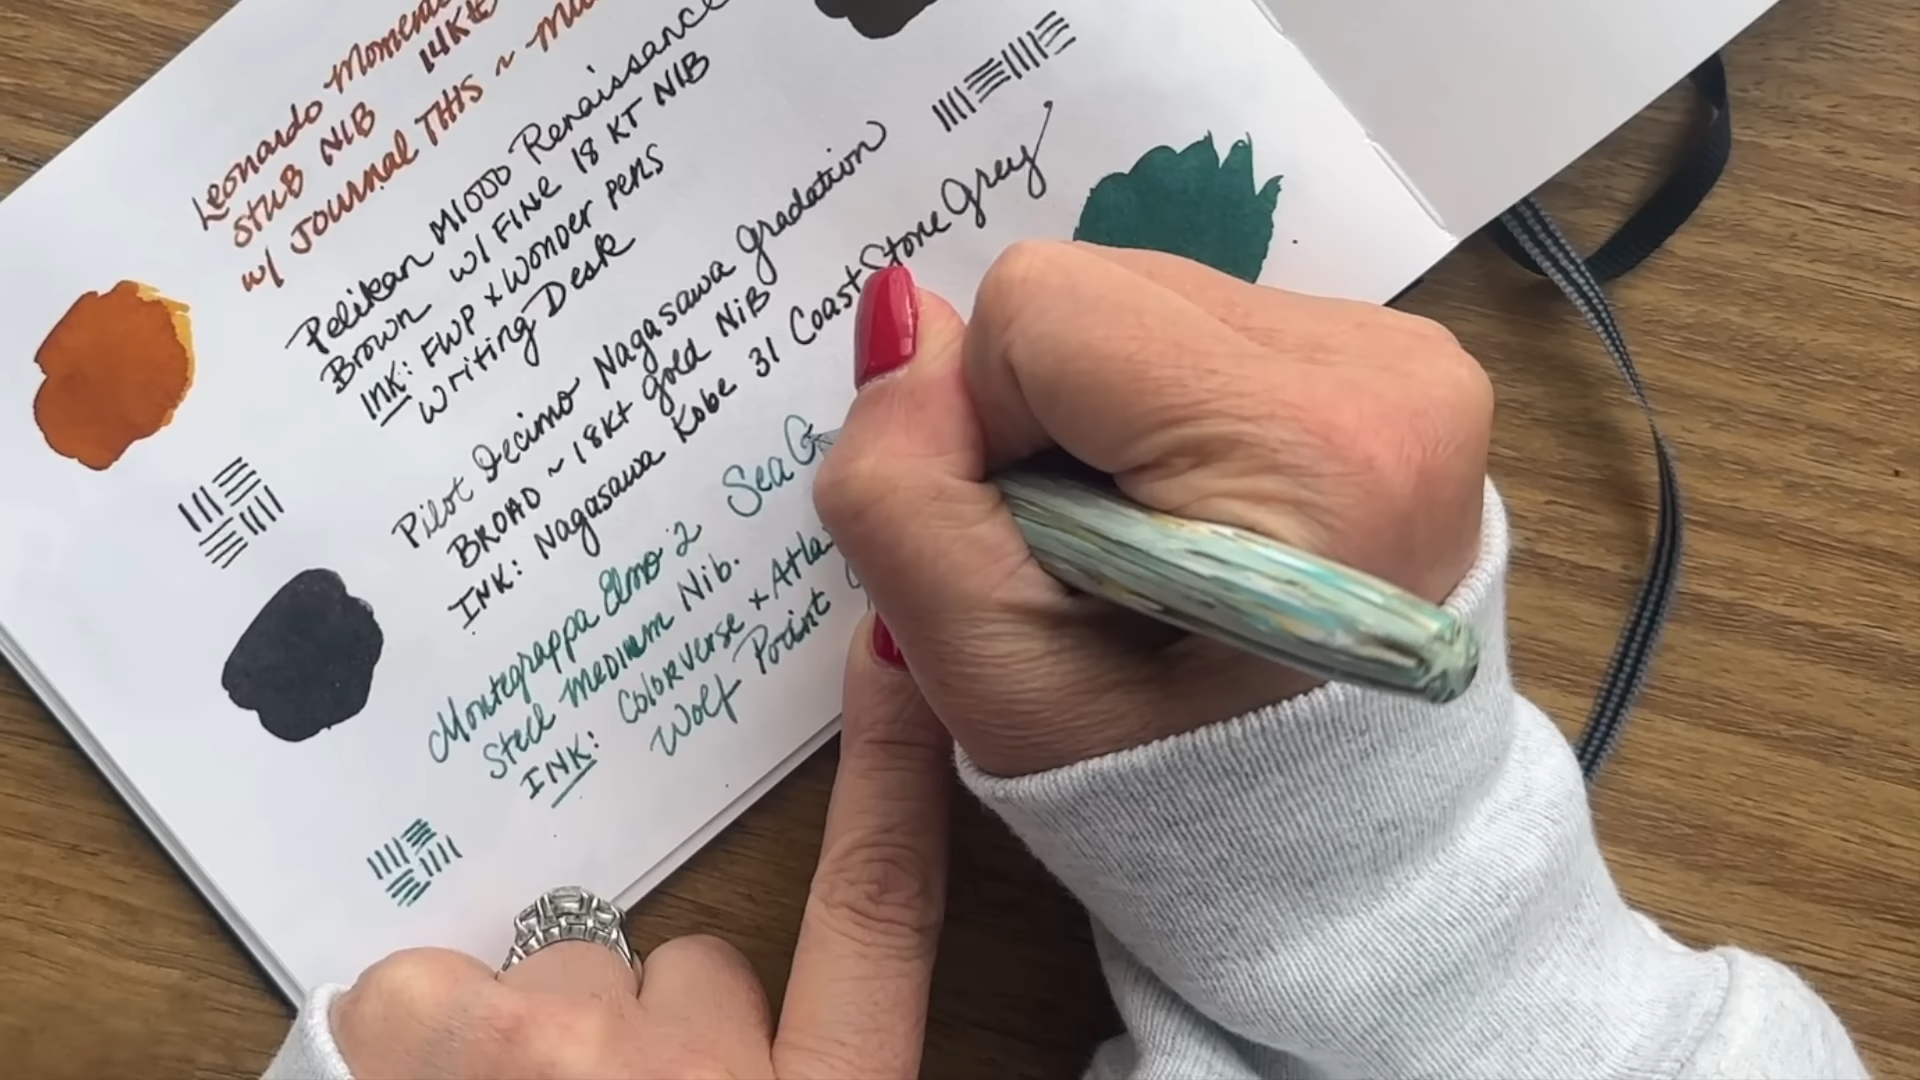 Leonardo Momen
14Kt
STUB NIB
w/ JOURNAL THIS ~
Pelikan M1000 Renaissance
Brown w/ FINE 18 KT NIB
INK: FWP x Wonder Pens
Writing Desk
Pilot Decimo Nagasawa Gradation
BROAD ~ 18Kt Gold NiB
INK: Nagasawa Kobe 31 Coast Stone Grey
Montegrappa Elmo 2 Sea G
Steel Medium Nib.
INK: Colorverse x Atla
Wolf Point